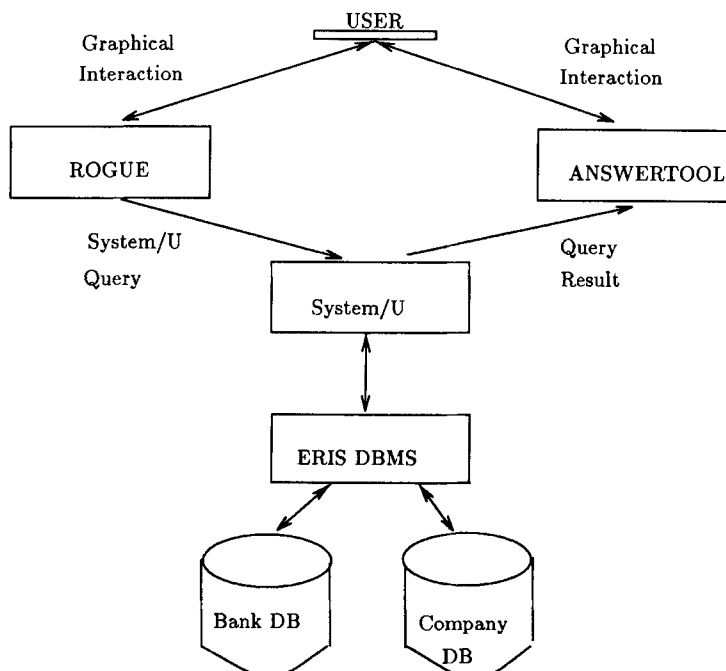 USER
Graphical
Interaction
Graphical
Interaction
ROGUE
ANSWERTOOL
System/U
Query
Query
Result
System/U
ERIS DBMS
Bank DB
Company
DB